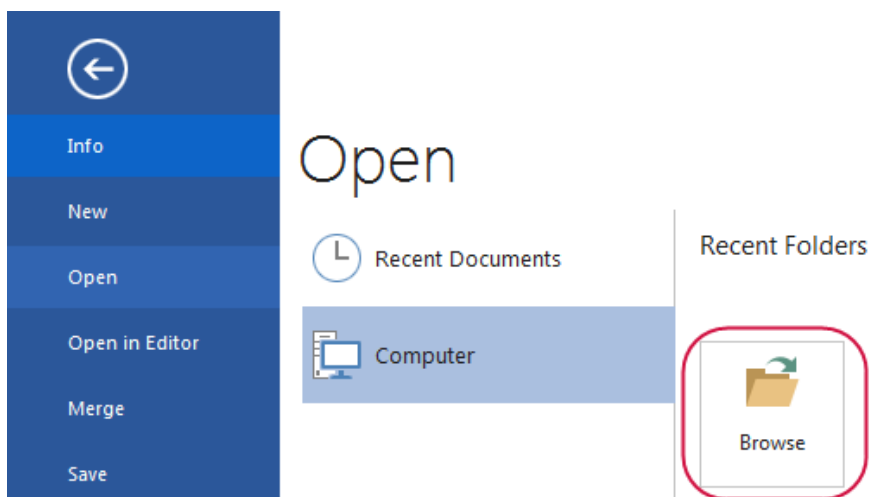 Info
New
Open
Open in Editor
Merge
Save
Open
Recent Documents
Computer
Recent Folders
Browse